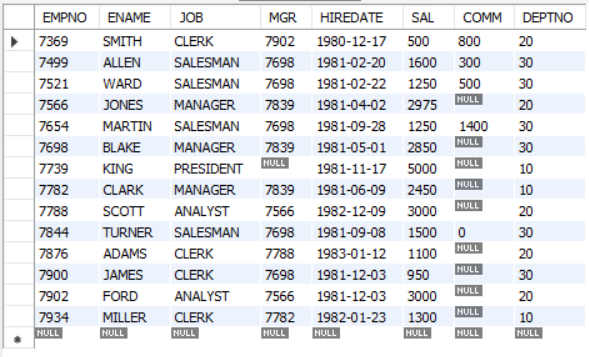 EMPNO ENAME JOB MGR HIREDATE SAL COMM DEPTNO
7369 SMITH CLERK 7902 1980-12-17 500 800 20
7499 ALLEN SALESMAN 7698 1981-02-20 1600 300 30
7521 WARD SALESMAN 7698 1981-02-22 1250 500 30
7566 JONES MANAGER 7839 1981-04-02 2975 NULL 20
7654 MARTIN SALESMAN 7698 1981-09-28 1250 1400 30
7698 BLAKE MANAGER 7839 1981-05-01 2850 NULL 30
7739 KING PRESIDENT NULL 1981-11-17 5000 NULL 10
7782 CLARK MANAGER 7839 1981-06-09 2450 NULL 10
7788 SCOTT ANALYST 7566 1982-12-09 3000 NULL 20
7844 TURNER SALESMAN 7698 1981-09-08 1500 0 30
7876 ADAMS CLERK 7788 1983-01-12 1100 NULL 20
7900 JAMES CLERK 7698 1981-12-03 950 NULL 30
7902 FORD ANALYST 7566 1981-12-03 3000 NULL 20
7934 MILLER CLERK 7782 1982-01-23 1300 NULL 10
NULL NULL NULL NULL NULL NULL NULL NULL